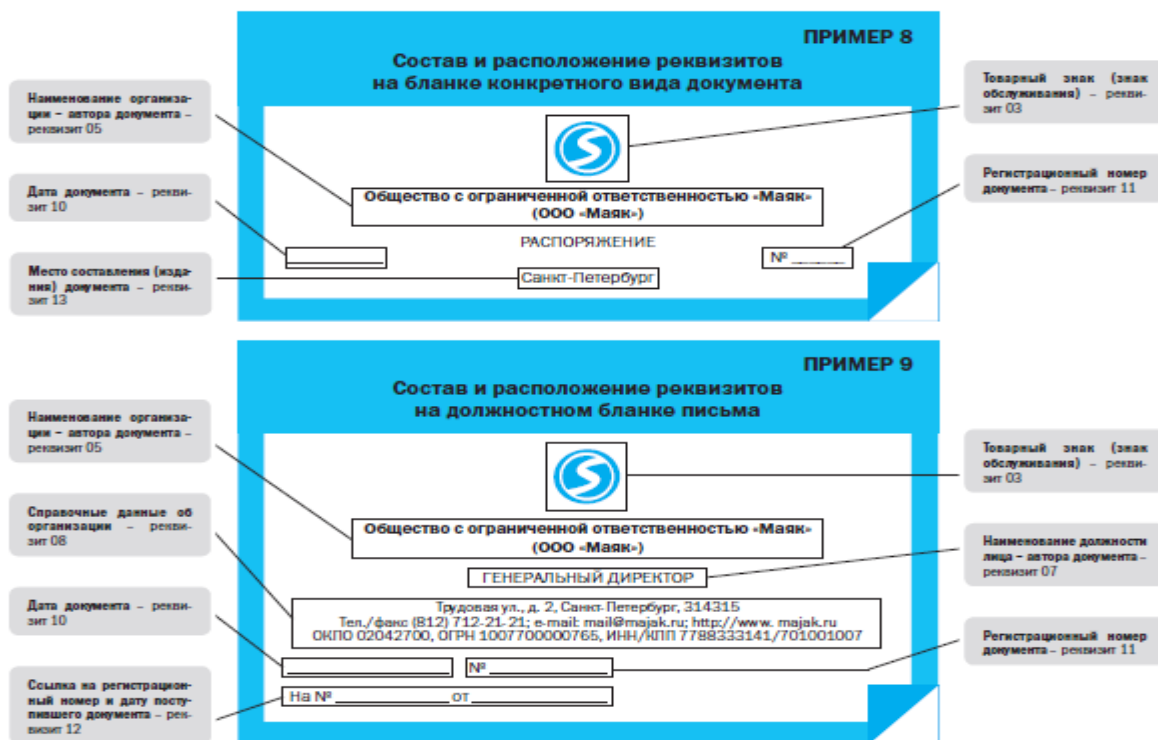 ПРИМЕР 8
Состав и расположение реквизитов
на бланке конкретного вида документа
Наименование организа-
ции – автора документа –
реквизит 05
Дата документа – рекви-
зит 10
Место составления (изда-
ния) документа – рекви-
зит 13
Общество с ограниченной ответственностью «Маяк»
(ООО «Маяк»)
РАСПОРЯЖЕНИЕ
№
Санкт-Петербург
Товарный знак (знак
обслуживания) – рекви-
зит 03
Регистрационный номер
документа – реквизит 11
ПРИМЕР 9
Состав и расположение реквизитов
на должностном бланке письма
Наименование организа-
ции – автора документа –
реквизит 05
Справочные данные об
организации – рекви-
зит 08
Дата документа – рекви-
зит 10
Ссылка на регистрацион-
ный номер и дату посту-
пившего документа – рек-
визит 12
Общество с ограниченной ответственностью «Маяк»
(ООО «Маяк»)
ГЕНЕРАЛЬНЫЙ ДИРЕКТОР
Трудовая ул., д. 2, Санкт-Петербург, 314315
Тел./факс (812) 712-21-21; e-mail: mail@majak.ru; http://www. majak.ru
ОКПО 02042700, ОГРН 1007700000765, ИНН/КПП 7788333141/701001007
№
На № от
Товарный знак (знак
обслуживания) – рекви-
зит 03
Наименование должности
лица – автора документа –
реквизит 07
Регистрационный номер
документа – реквизит 11